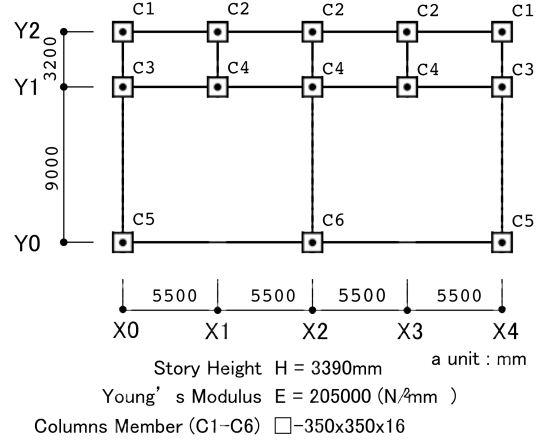 C1 C2 C2 C2 C1
Y2
3200
C3 C4 C4 C4 C3
Y1
9000
C5 C6 C5
Y0
5500 5500 5500 5500
X0 X1 X2 X3 X4
a unit : mm
Story Height H = 3390mm
Young's Modulus E = 205000 (N/²mm )
Columns Member (C1-C6) □-350x350x16